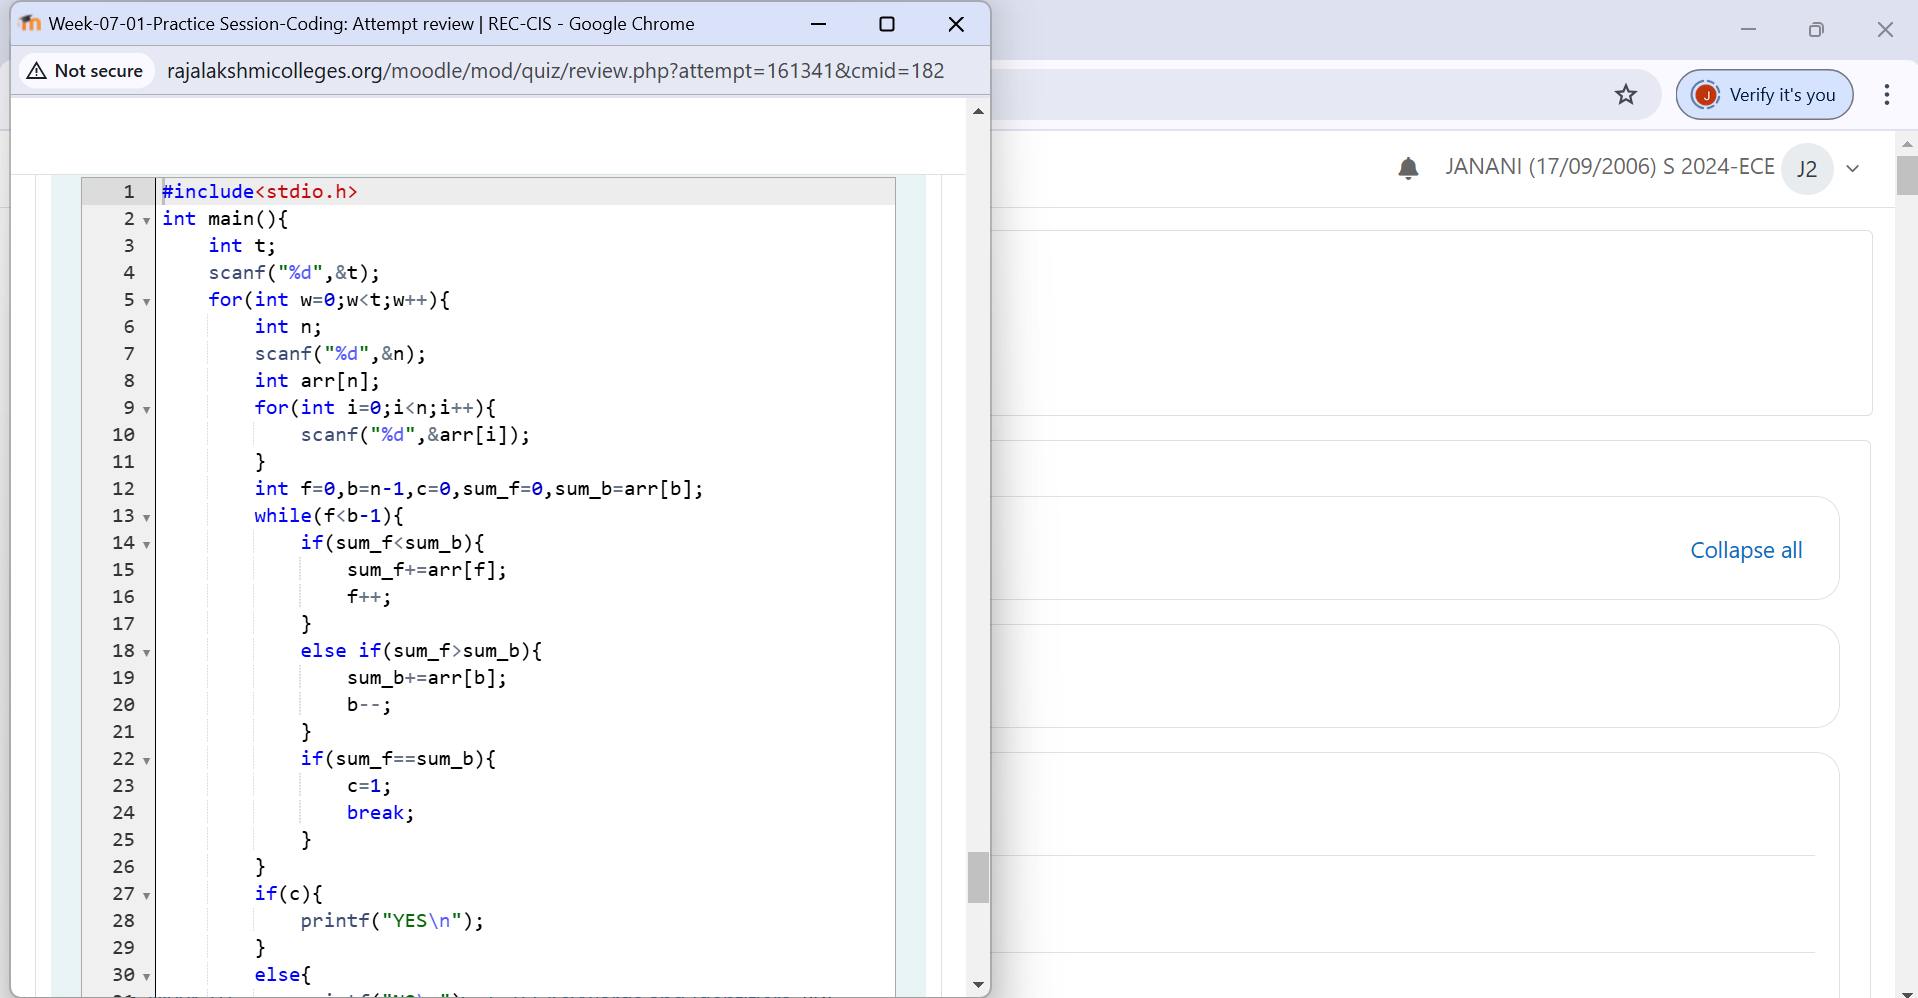 Week-07-01-Practice Session-Coding: Attempt review | REC-CIS - Google Chrome
Not secure
rajalakshmicolleges.org/moodle/mod/quiz/review.php?attempt=161341&cmid=182
Verify it's you
JANANI (17/09/2006) S 2024-ECE
J2
Collapse all
1 #include<stdio.h>
2 int main(){
3 int t;
4 scanf("%d",&t);
5 for(int w=0;w<t;w++){
6 int n;
7 scanf("%d",&n);
8 int arr[n];
9 for(int i=0;i<n;i++){
10 scanf("%d",&arr[i]);
11 }
12 int f=0,b=n-1,c=0,sum_f=0,sum_b=arr[b];
13 while(f<b-1){
14 if(sum_f<sum_b){
15 sum_f+=arr[f];
16 f++;
17 }
18 else if(sum_f>sum_b){
19 sum_b+=arr[b];
20 b--;
21 }
22 if(sum_f==sum_b){
23 c=1;
24 break;
25 }
26 }
27 if(c){
28 printf("YES\n");
29 }
30 else{